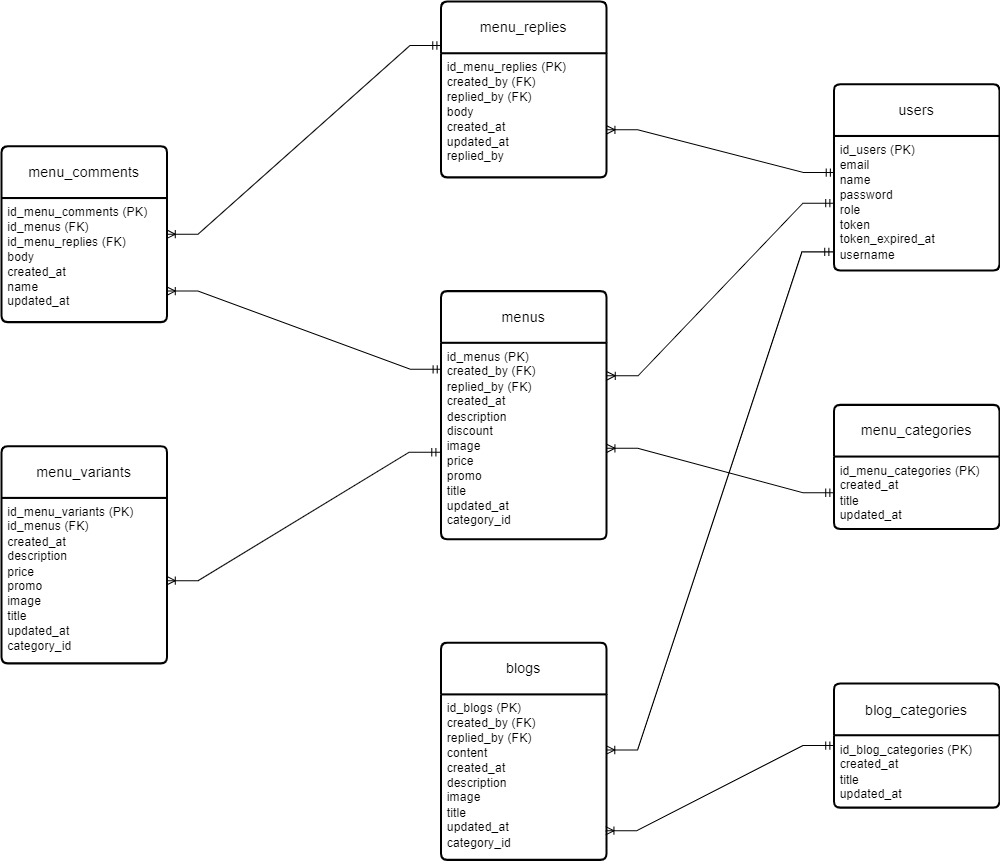 menu_replies
id_menu_replies (PK)
created_by (FK)
replied_by (FK)
body
created_at
updated_at
replied_by
users
id_users (PK)
email
name
password
role
token
token_expired_at
username
menu_comments
id_menu_comments (PK)
id_menus (FK)
id_menu_replies (FK)
body
created_at
name
updated_at
menus
id_menus (PK)
created_by (FK)
replied_by (FK)
created_at
description
discount
image
price
promo
title
updated_at
category_id
menu_categories
id_menu_categories (PK)
created_at
title
updated_at
menu_variants
id_menu_variants (PK)
id_menus (FK)
created_at
description
price
promo
image
title
updated_at
category_id
blogs
id_blogs (PK)
created_by (FK)
replied_by (FK)
content
created_at
description
image
title
updated_at
category_id
blog_categories
id_blog_categories (PK)
created_at
title
updated_at